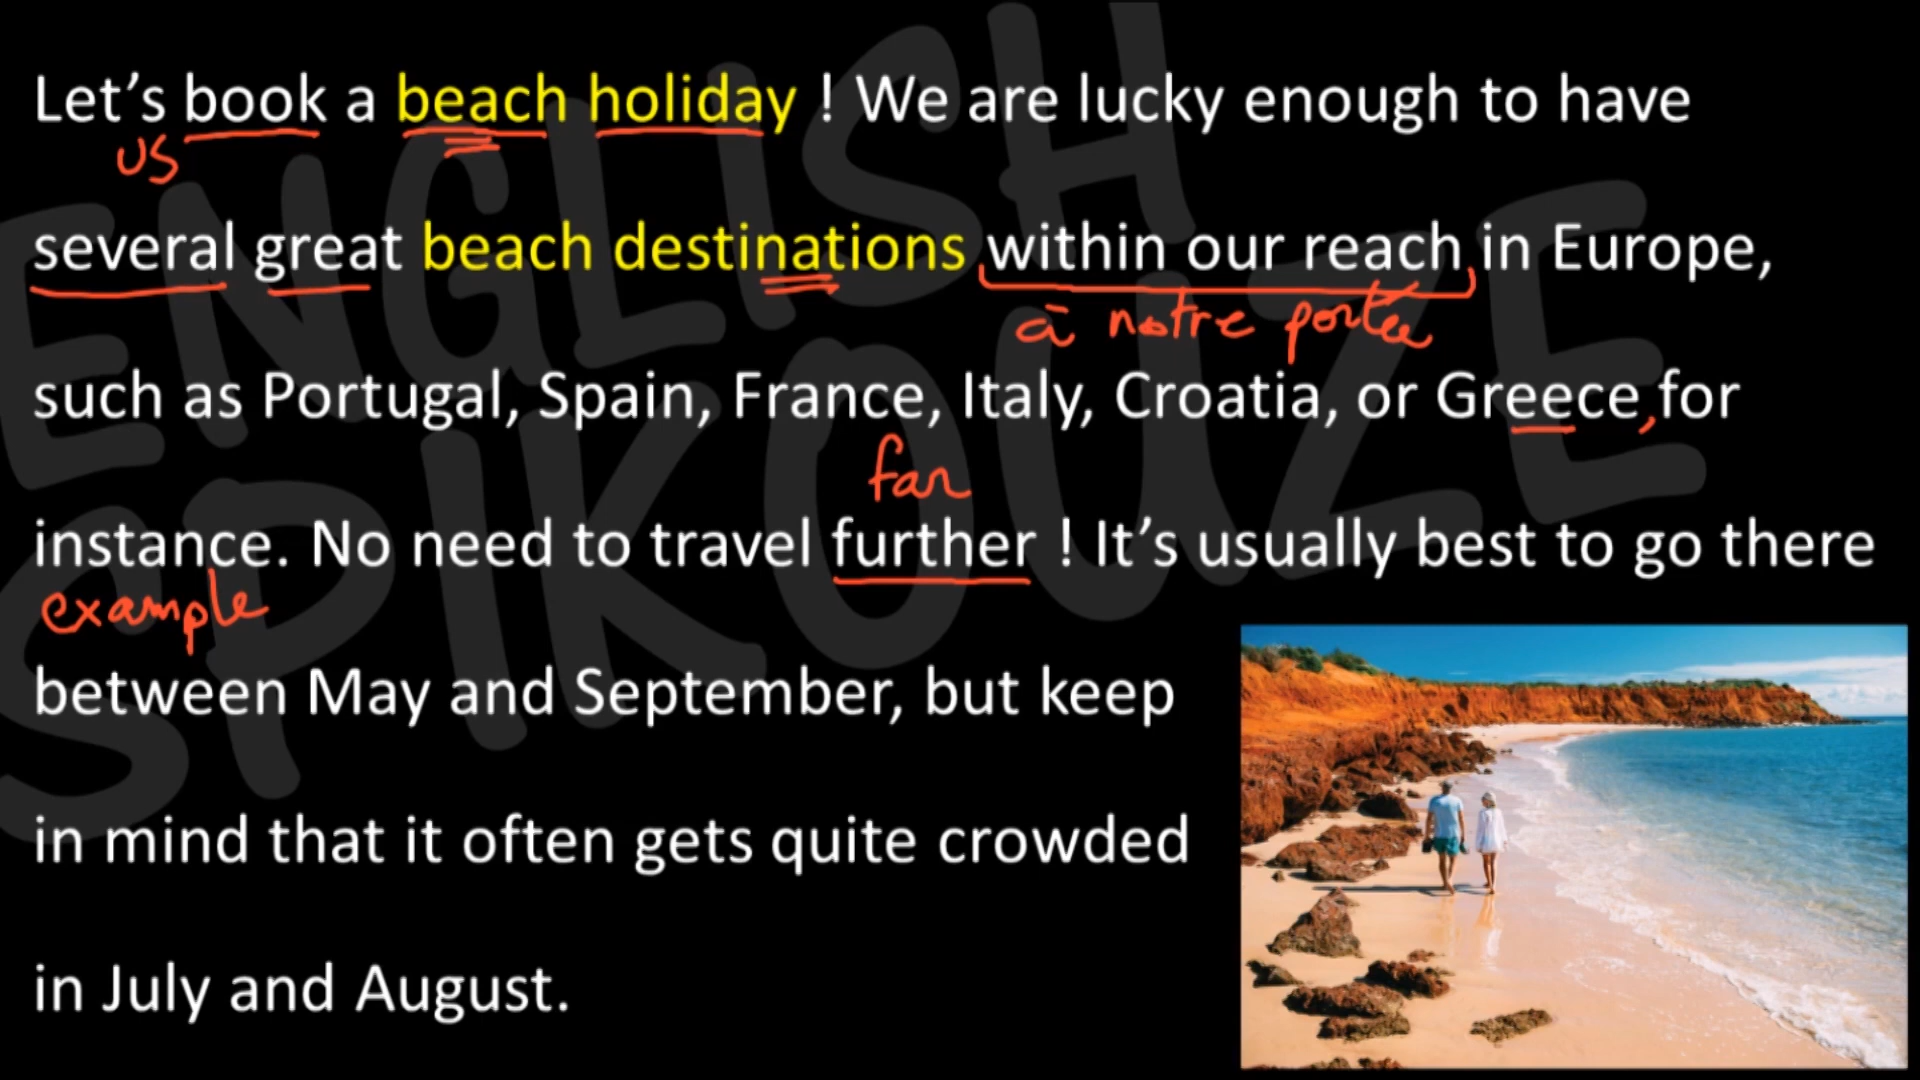 Let’s book a beach holiday ! We are lucky enough to have
us
several great beach destinations within our reach in Europe,
à notre portée
such as Portugal, Spain, France, Italy, Croatia, or Greece, for
far
instance. No need to travel further ! It’s usually best to go there
example
between May and September, but keep
in mind that it often gets quite crowded
in July and August.
ENGLISH
SPIKOUZE